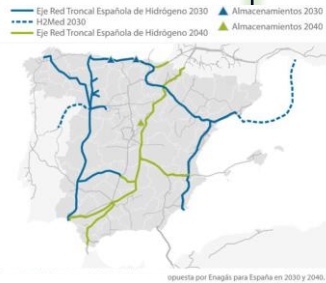 Eje Red Troncal Española de Hidrógeno 2030
H2Med 2030
Eje Red Troncal Española de Hidrógeno 2040
Almacenamientos 2030
Almacenamientos 2040
opuesta por Enagás para España en 2030 y 2040.